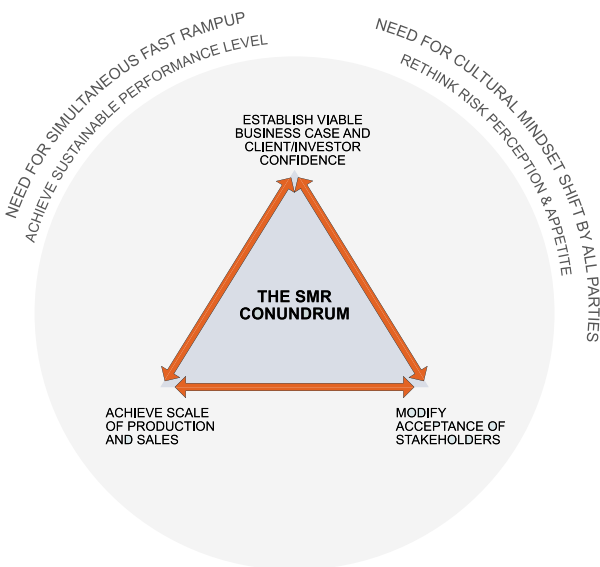 NEED FOR SIMULTANEOUS FAST RAMPUP
ACHIEVE SUSTAINABLE PERFORMANCE LEVEL
NEED FOR CULTURAL MINDSET SHIFT BY ALL PARTIES
RETHINK RISK PERCEPTION & APPETITE
ESTABLISH VIABLE
BUSINESS CASE AND
CLIENT/INVESTOR
CONFIDENCE
THE SMR
CONUNDRUM
ACHIEVE SCALE
OF PRODUCTION
AND SALES
MODIFY
ACCEPTANCE OF
STAKEHOLDERS